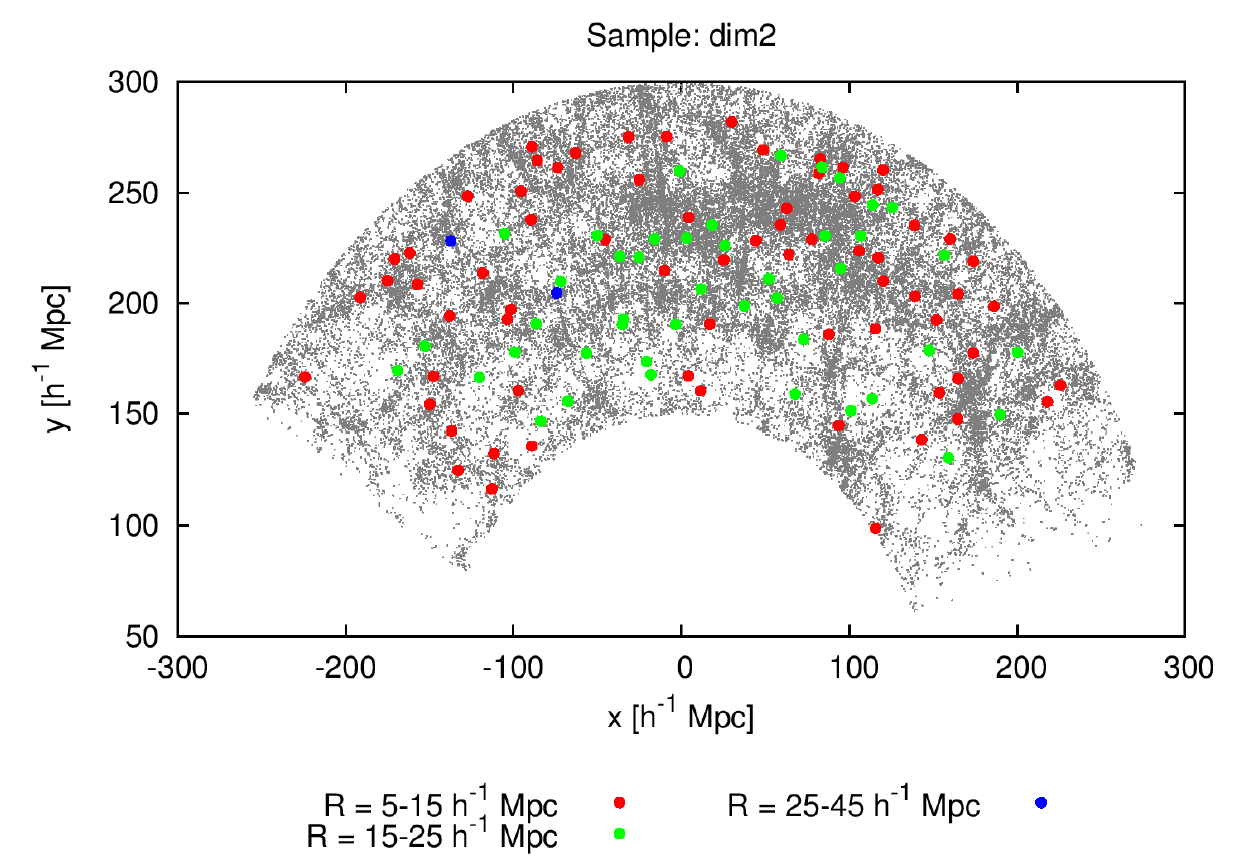 Sample: dim2
300
250
200
150
100
50
-300 -200 -100 0 100 200 300
y [h-1 Mpc]
x [h-1 Mpc]
R = 5-15 h-1 Mpc
R = 15-25 h-1 Mpc
R = 25-45 h-1 Mpc